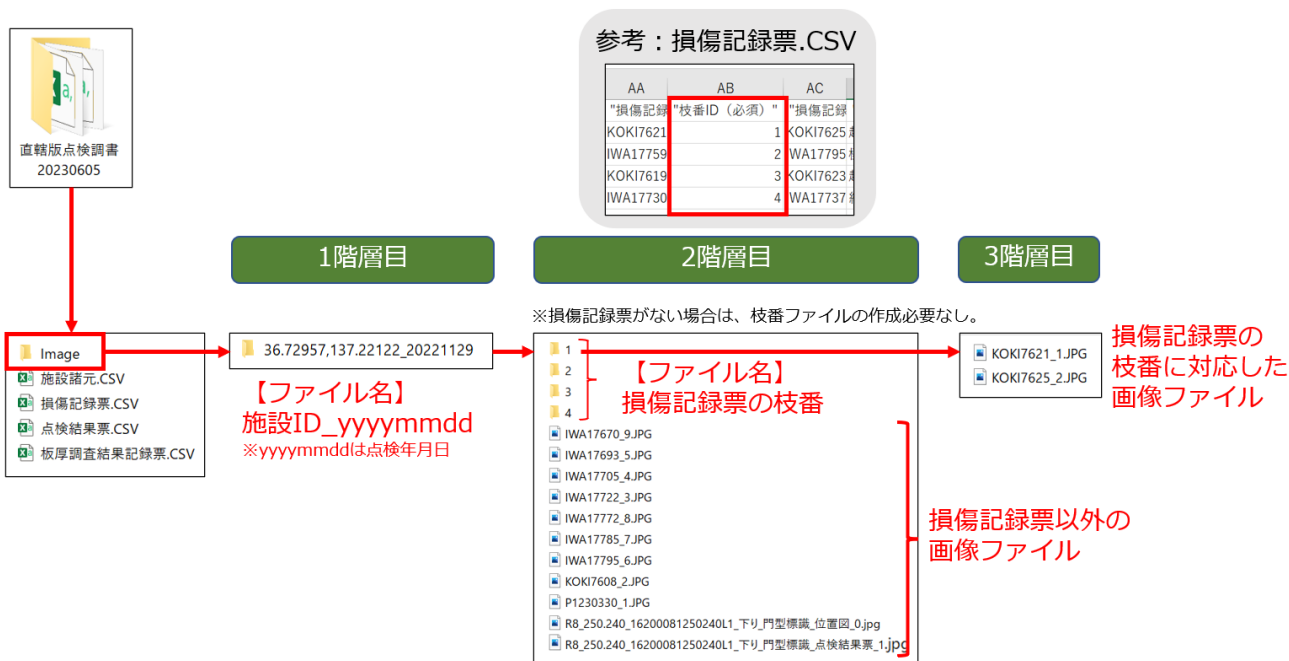 参考：損傷記録票.CSV
AA AB AC
"損傷記録 "枝番ID（必須）" "損傷記録
KOKI7621 1 KOKI7625
IWA17759 2 IWA17795
KOKI7619 3 KOKI7623
IWA17730 4 IWA17737
直轄版点検調書
20230605
1階層目
2階層目
3階層目
※損傷記録票がない場合は、枝番ファイルの作成必要なし。
Image
施設諸元.CSV
損傷記録票.CSV
点検結果票.CSV
板厚調査結果記録票.CSV
36.72957,137.22122_20221129
【ファイル名】
施設ID_yyyymmdd
※yyyymmddは点検年月日
1
2
3
4
【ファイル名】
損傷記録票の枝番
IWA17670_9.JPG
IWA17693_5.JPG
IWA17705_4.JPG
IWA17722_3.JPG
IWA17772_8.JPG
IWA17785_7.JPG
IWA17795_6.JPG
KOKI7608_2.JPG
P1230330_1.JPG
R8_250.240_16200081250240L1_下り_門型標識_位置図_0.jpg
R8_250.240_16200081250240L1_下り_門型標識_点検結果票_1.jpg
損傷記録票以外の
画像ファイル
KOKI7621_1.JPG
KOKI7625_2.JPG
損傷記録票の
枝番に対応した
画像ファイル